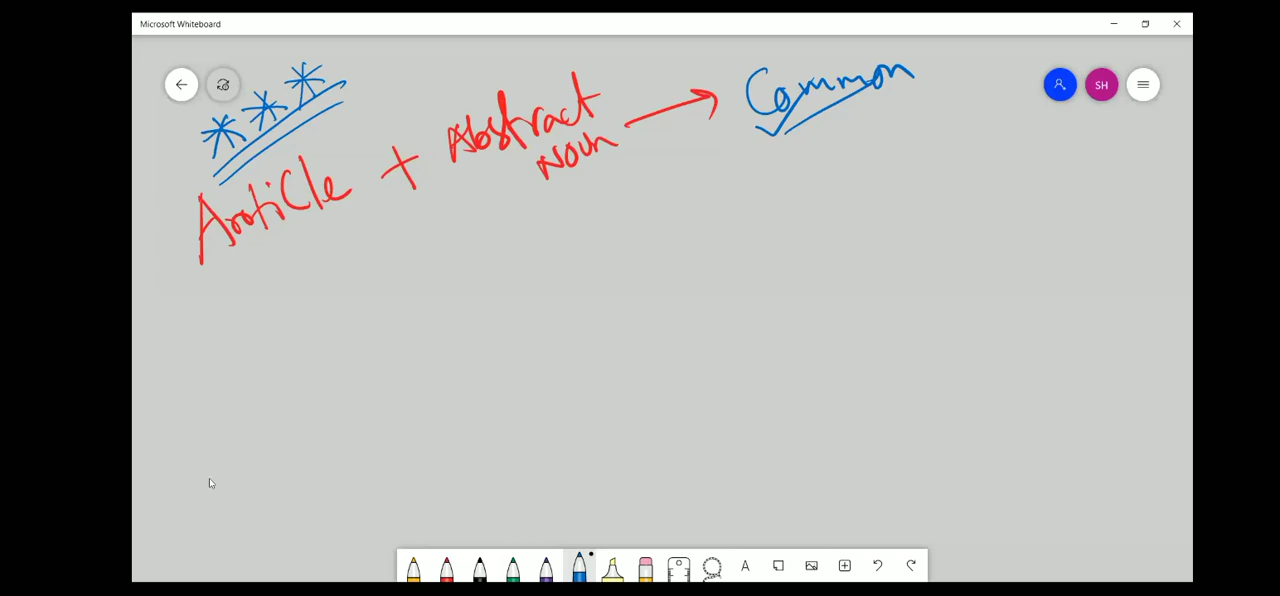 Microsoft Whiteboard
SH
*** 
Article + Abstract Noun → Common
A